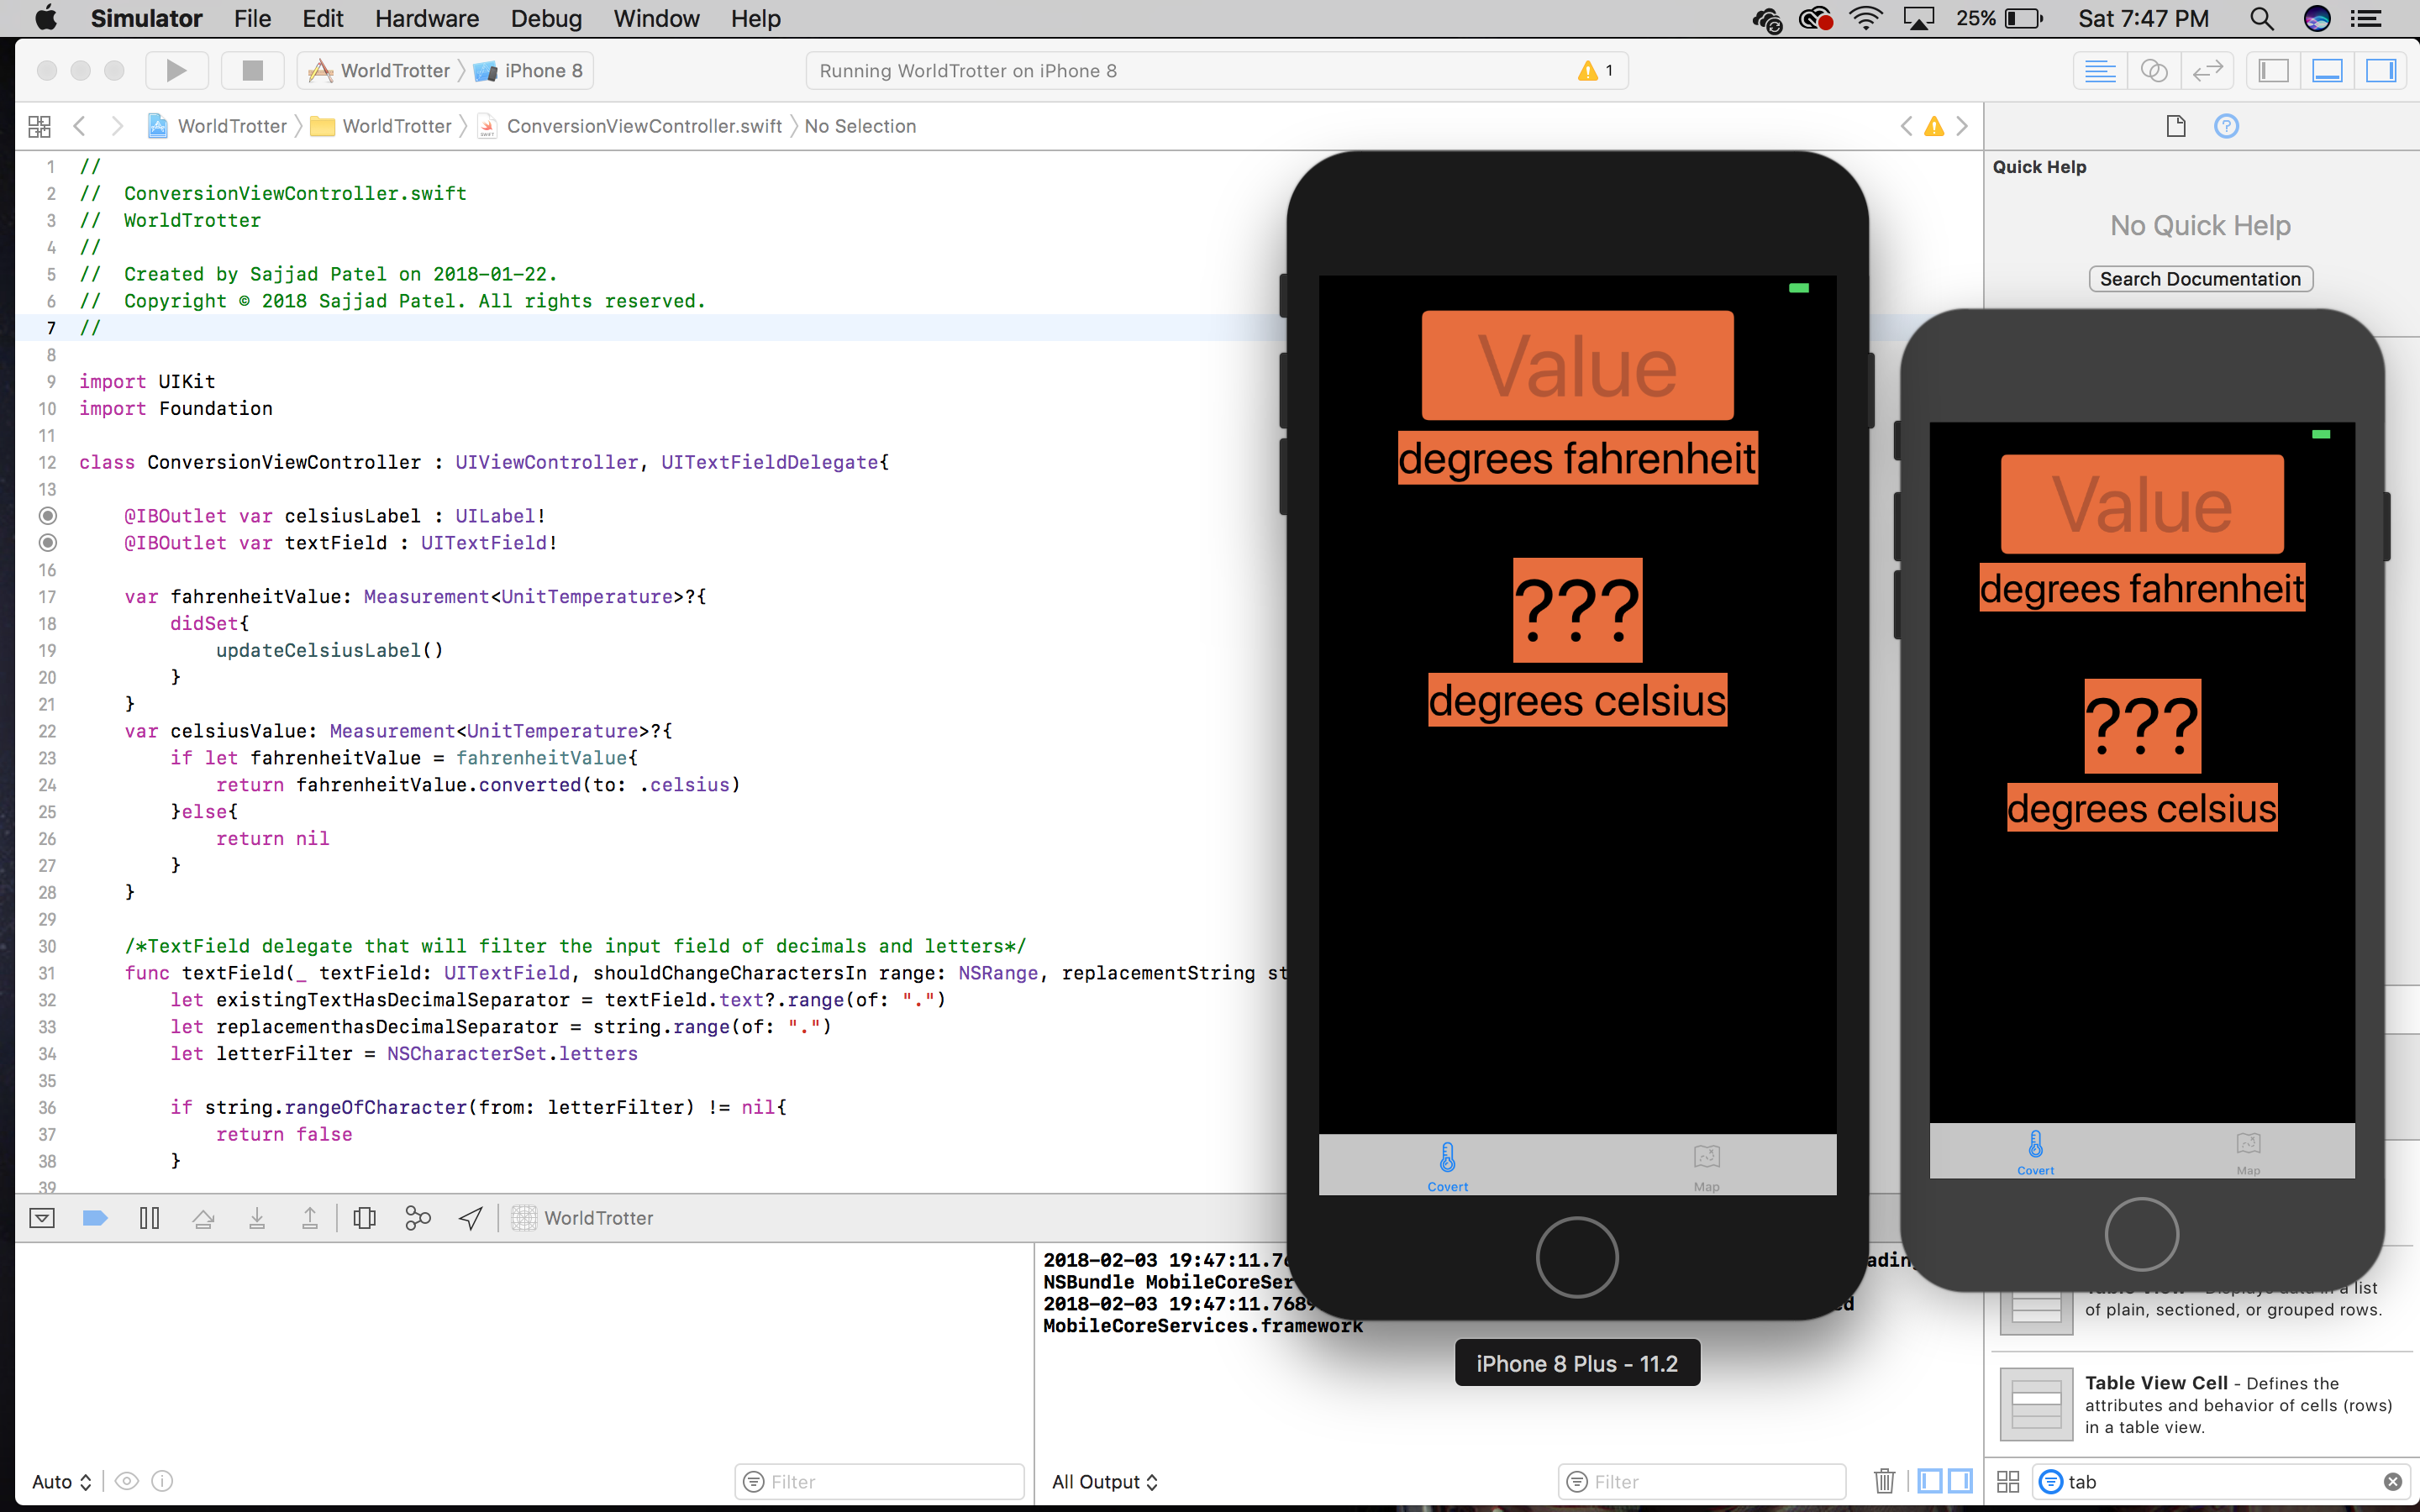 Simulator File Edit Hardware Debug Window Help 25% Sat 7:47 PM
WorldTrotter iPhone 8 Running WorldTrotter on iPhone 8 1
WorldTrotter WorldTrotter ConversionViewController.swift No Selection
Quick Help
No Quick Help
Search Documentation
1 //
2 // ConversionViewController.swift
3 // WorldTrotter
4 //
5 // Created by Sajjad Patel on 2018-01-22.
6 // Copyright © 2018 Sajjad Patel. All rights reserved.
7 //
8
9 import UIKit
10 import Foundation
11
12 class ConversionViewController : UIViewController, UITextFieldDelegate{
13
@IBOutlet var celsiusLabel : UILabel!
@IBOutlet var textField : UITextField!
16
17 var fahrenheitValue: Measurement<UnitTemperature>?{
18 didSet{
19 updateCelsiusLabel()
20 }
21 }
22 var celsiusValue: Measurement<UnitTemperature>?{
23 if let fahrenheitValue = fahrenheitValue{
24 return fahrenheitValue.converted(to: .celsius)
25 }else{
26 return nil
27 }
28 }
29
30 /*TextField delegate that will filter the input field of decimals and letters*/
31 func textField(_ textField: UITextField, shouldChangeCharactersIn range: NSRange, replacementString st
32 let existingTextHasDecimalSeparator = textField.text?.range(of: ".")
33 let replacementhasDecimalSeparator = string.range(of: ".")
34 let letterFilter = NSCharacterSet.letters
35
36 if string.rangeOfCharacter(from: letterFilter) != nil{
37 return false
38 }
39
Value
degrees fahrenheit
???
degrees celsius
Covert Map
iPhone 8 Plus - 11.2
Value
degrees fahrenheit
???
degrees celsius
Covert Map
WorldTrotter
2018-02-03 19:47:11.7
NSBundle MobileCoreSer
2018-02-03 19:47:11.7689
MobileCoreServices.framework
of plain, sectioned, or grouped rows.
Table View Cell - Defines the
attributes and behavior of cells (rows)
in a table view.
Auto Filter All Output Filter tab